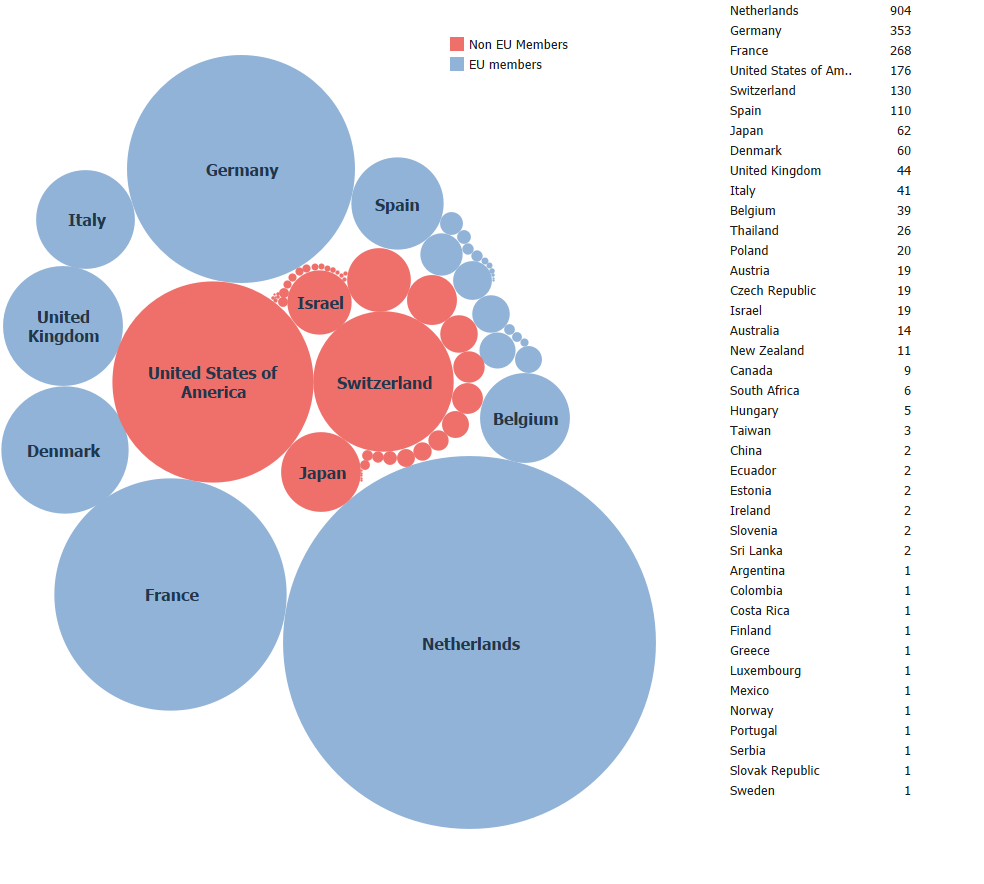 Non EU Members
EU members
Germany
Spain
Italy
Israel
United
Kingdom
United States of
America
Switzerland
Belgium
Denmark
Japan
France
Netherlands
Netherlands 904
Germany 353
France 268
United States of Am.. 176
Switzerland 130
Spain 110
Japan 62
Denmark 60
United Kingdom 44
Italy 41
Belgium 39
Thailand 26
Poland 20
Austria 19
Czech Republic 19
Israel 19
Australia 14
New Zealand 11
Canada 9
South Africa 6
Hungary 5
Taiwan 3
China 2
Ecuador 2
Estonia 2
Ireland 2
Slovenia 2
Sri Lanka 2
Argentina 1
Colombia 1
Costa Rica 1
Finland 1
Greece 1
Luxembourg 1
Mexico 1
Norway 1
Portugal 1
Serbia 1
Slovak Republic 1
Sweden 1